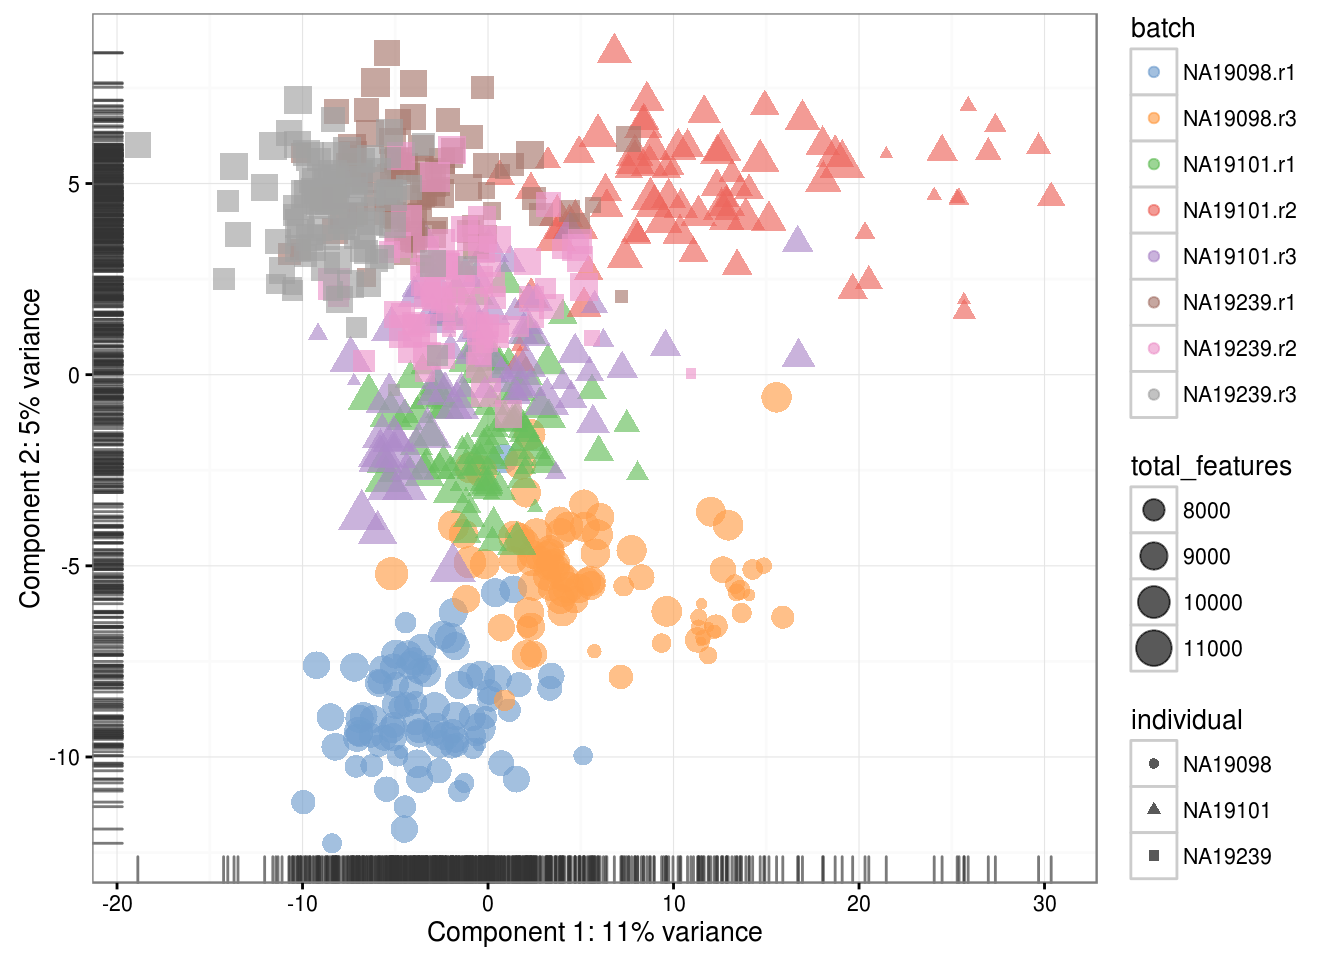 batch
NA19098.r1
NA19098.r3
NA19101.r1
NA19101.r2
NA19101.r3
NA19239.r1
NA19239.r2
NA19239.r3
total_features
8000
9000
10000
11000
individual
NA19098
NA19101
NA19239
Component 2: 5% variance
5
0
-5
-10
-20
-10
0
10
20
30
Component 1: 11% variance